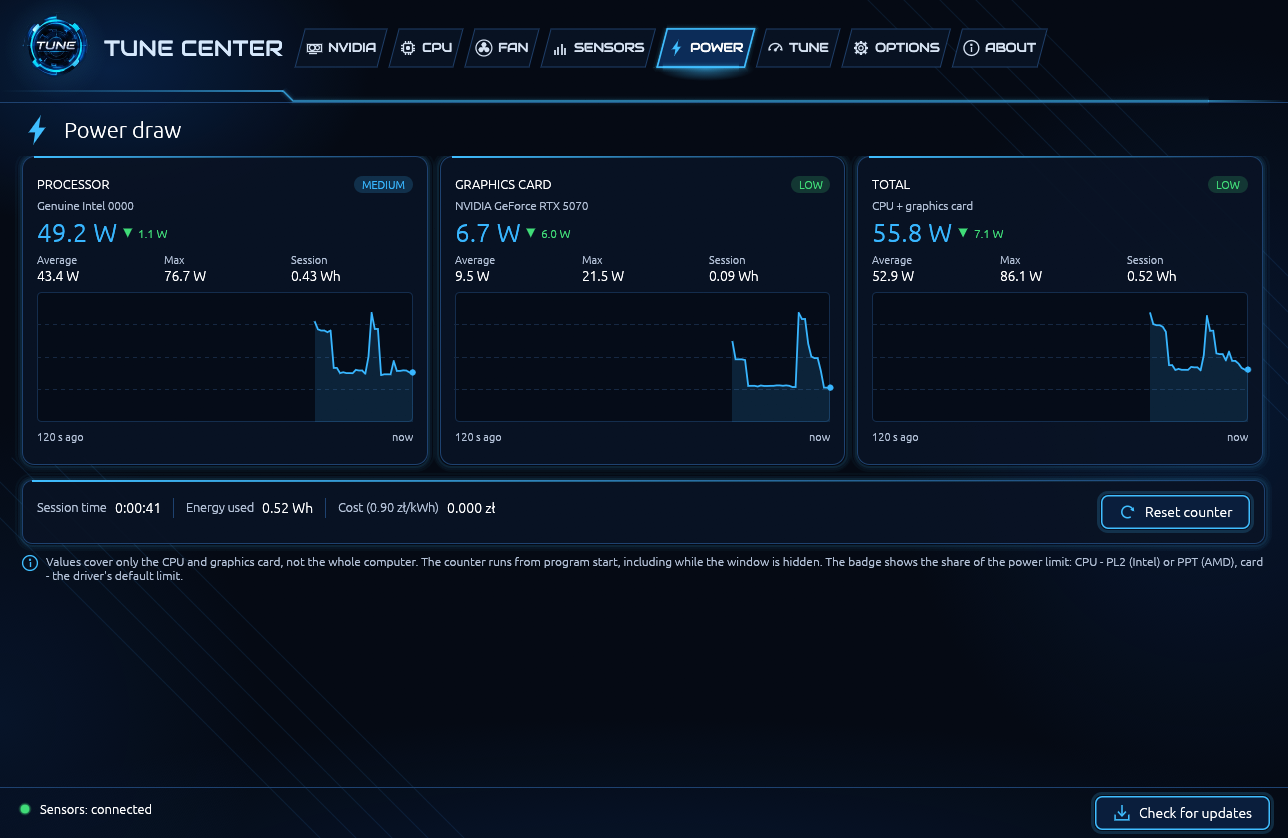 TUNE
TUNE CENTER
NVIDIA
CPU
FAN
SENSORS
POWER
TUNE
OPTIONS
ABOUT
Power draw
PROCESSOR
MEDIUM
Genuine Intel 0000
49.2 W ▼ 1.1 W
Average Max Session
43.4 W 76.7 W 0.43 Wh
120 s ago now
GRAPHICS CARD
LOW
NVIDIA GeForce RTX 5070
6.7 W ▼ 6.0 W
Average Max Session
9.5 W 21.5 W 0.09 Wh
120 s ago now
TOTAL
LOW
CPU + graphics card
55.8 W ▼ 7.1 W
Average Max Session
52.9 W 86.1 W 0.52 Wh
120 s ago now
Session time 0:00:41 Energy used 0.52 Wh Cost (0.90 zł/kWh) 0.000 zł
Reset counter
Values cover only the CPU and graphics card, not the whole computer. The counter runs from program start, including while the window is hidden. The badge shows the share of the power limit: CPU - PL2 (Intel) or PPT (AMD), card
- the driver's default limit.
Sensors: connected
Check for updates